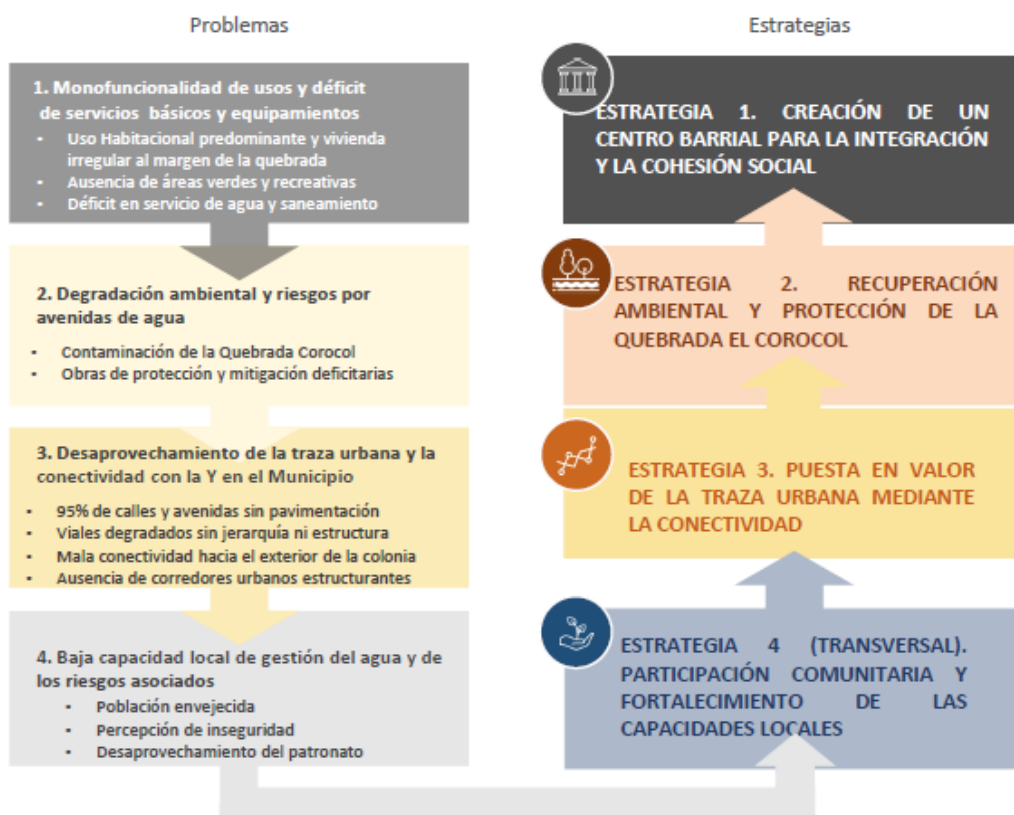 Problemas
1. Monofuncionalidad de usos y déficit
de servicios básicos y equipamientos
• Uso Habitacional predominante y vivienda
irregular al margen de la quebrada
• Ausencia de áreas verdes y recreativas
• Déficit en servicio de agua y saneamiento
2. Degradación ambiental y riesgos por
avenidas de agua
• Contaminación de la Quebrada Corocol
• Obras de protección y mitigación deficitarias
3. Desaprovechamiento de la traza urbana y la
conectividad con la Y en el Municipio
• 95% de calles y avenidas sin pavimentación
• Viales degradados sin jerarquía ni estructura
• Mala conectividad hacia el exterior de la colonia
• Ausencia de corredores urbanos estructurantes
4. Baja capacidad local de gestión del agua y de
los riesgos asociados
• Población envejecida
• Percepción de inseguridad
• Desaprovechamiento del patronato
Estrategias
ESTRATEGIA 1. CREACIÓN DE UN
CENTRO BARRIAL PARA LA INTEGRACIÓN
Y LA COHESIÓN SOCIAL
ESTRATEGIA 2. RECUPERACIÓN
AMBIENTAL Y PROTECCIÓN DE LA
QUEBRADA EL COROCOL
ESTRATEGIA 3. PUESTA EN VALOR
DE LA TRAZA URBANA MEDIANTE
LA CONECTIVIDAD
ESTRATEGIA 4 (TRANSVERSAL).
PARTICIPACIÓN COMUNITARIA Y
FORTALECIMIENTO DE LAS
CAPACIDADES LOCALES